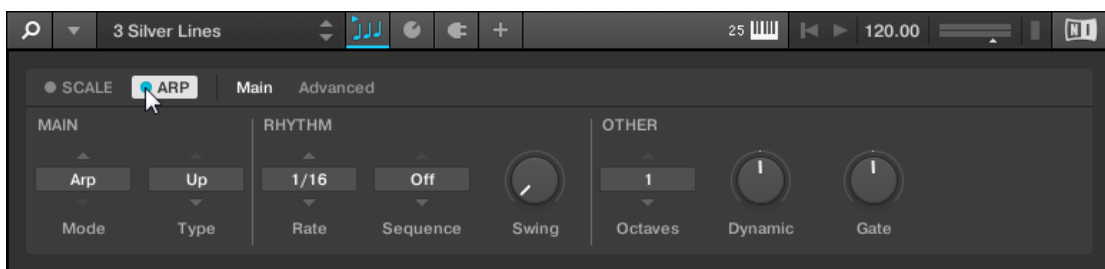 3 Silver Lines 25 120.00 NI
SCALE ARP Main Advanced
MAIN RHYTHM OTHER
Arp Up 1/16 Off 1
Mode Type Rate Sequence Swing Octaves Dynamic Gate